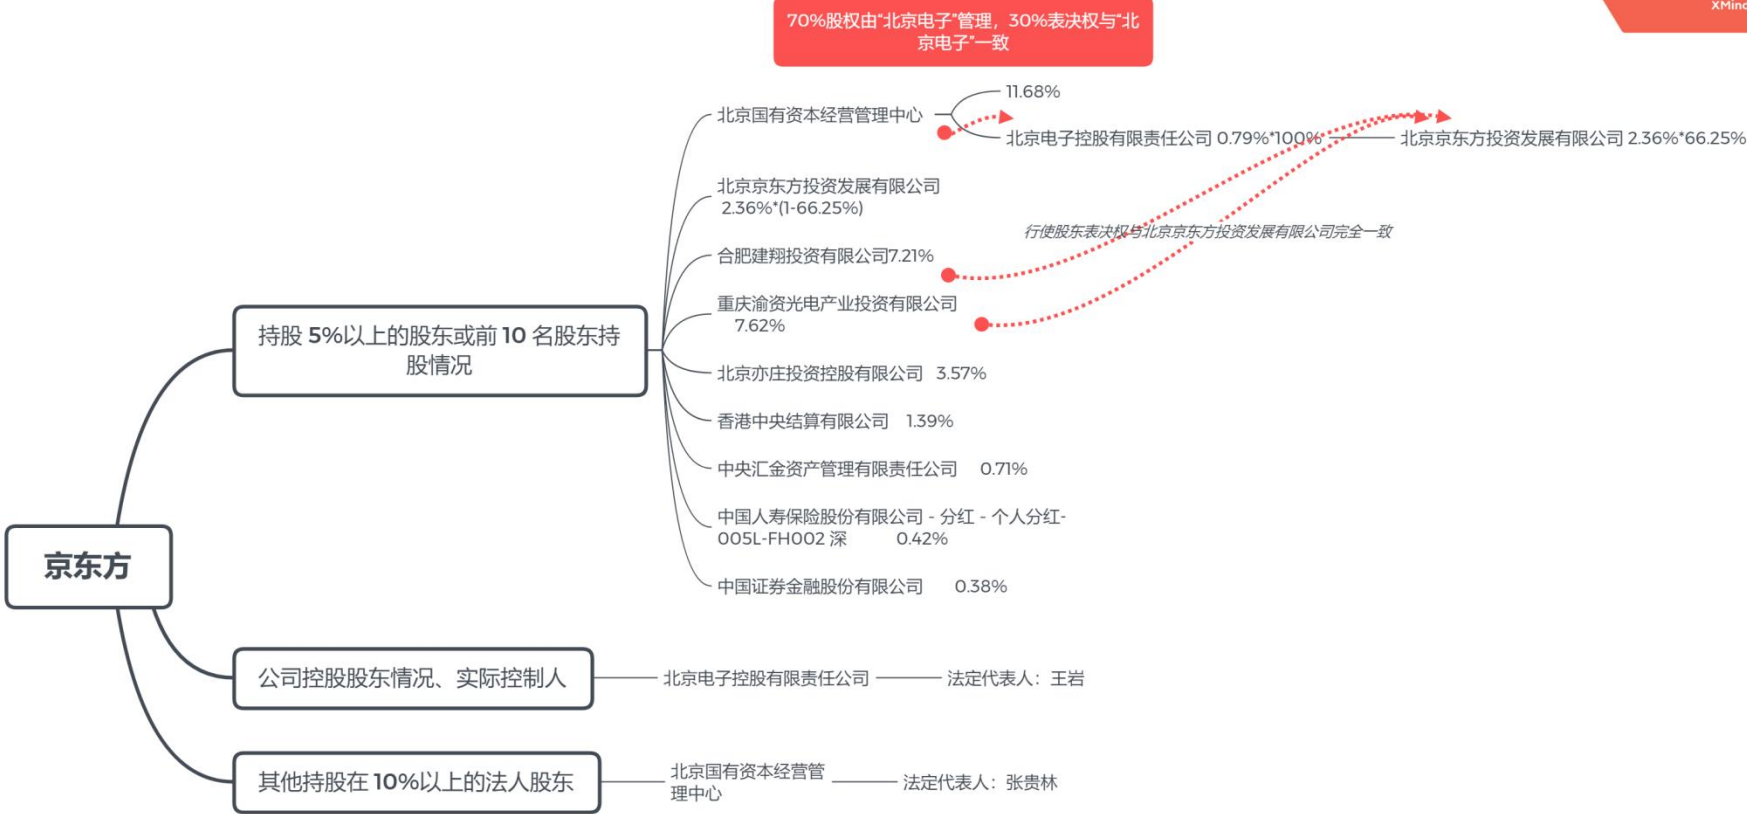 70%股权由“北京电子”管理，30%表决权与“北
京电子”一致
XMind
北京国有资本经营管理中心
11.68%
北京电子控股有限责任公司 0.79%*100%
北京京东方投资发展有限公司 2.36%*66.25%
北京京东方投资发展有限公司
2.36%*(1-66.25%)
行使股东表决权与北京京东方投资发展有限公司完全一致
合肥建翔投资有限公司7.21%
重庆渝资光电产业投资有限公司
7.62%
持股 5%以上的股东或前 10 名股东持
股情况
北京亦庄投资控股有限公司 3.57%
香港中央结算有限公司 1.39%
中央汇金资产管理有限责任公司 0.71%
中国人寿保险股份有限公司 - 分红 - 个人分红-
005L-FH002 深 0.42%
中国证券金融股份有限公司 0.38%
京东方
公司控股股东情况、实际控制人
北京电子控股有限责任公司
法定代表人：王岩
其他持股在 10%以上的法人股东
北京国有资本经营管
理中心
法定代表人：张贵林